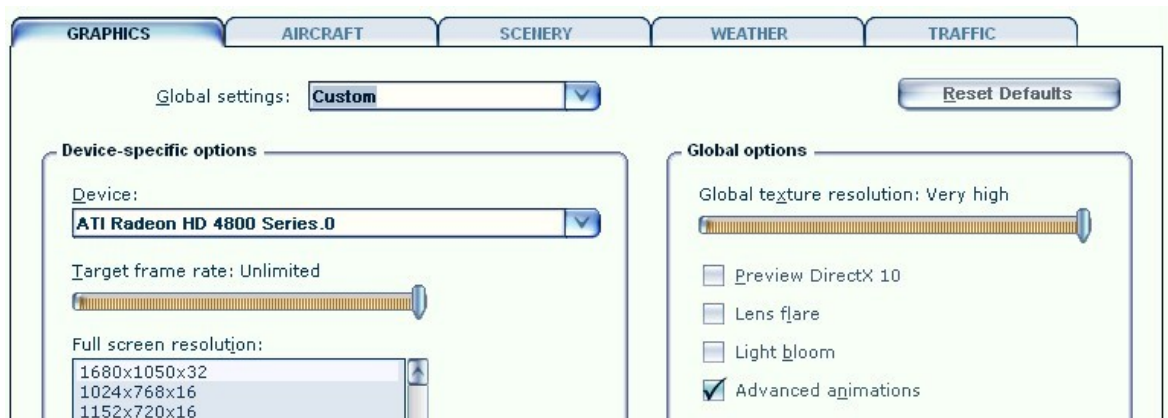 GRAPHICS AIRCRAFT SCENERY WEATHER TRAFFIC
Global settings: Custom Reset Defaults
Device-specific options
Device:
ATI Radeon HD 4800 Series.0
Target frame rate: Unlimited
Full screen resolution:
1680x1050x32
1024x768x16
1152x720x16
Global options
Global texture resolution: Very high
Preview DirectX 10
Lens flare
Light bloom
Advanced animations